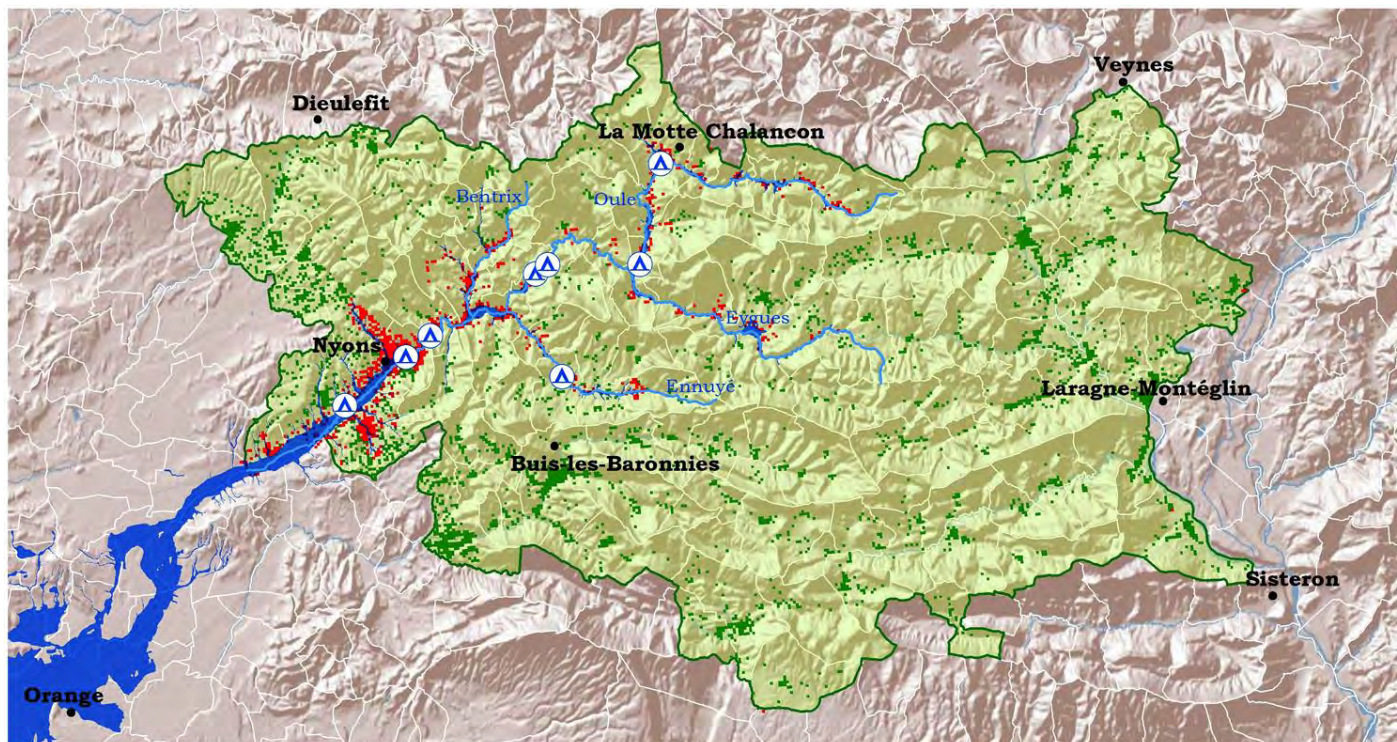 Veynes
Dieulefit
La Motte Chalancon
Bentrix
Oule
Eygues
Nyons
Ennuyé
Laragne-Montéglin
Buis-les-Baronnies
Sisteron
Orange